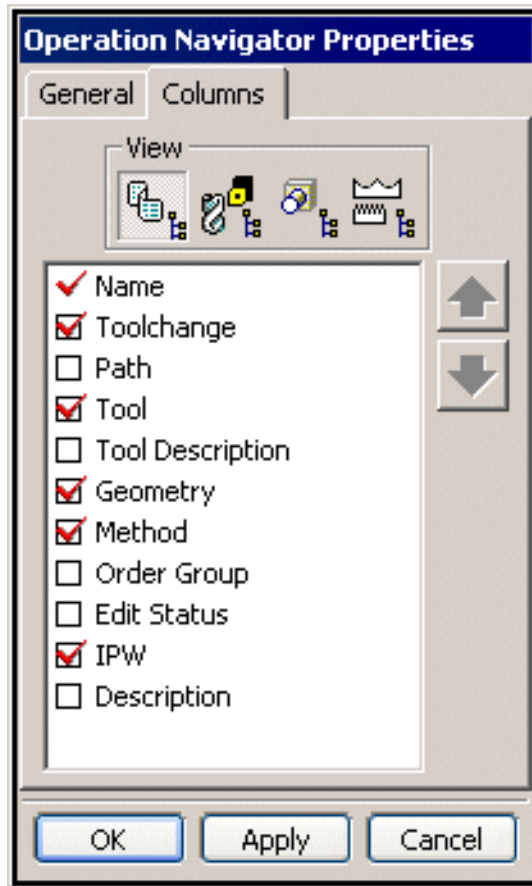 Operation Navigator Properties
General Columns
View
Name
Toolchange
Path
Tool
Tool Description
Geometry
Method
Order Group
Edit Status
IPW
Description
OK Apply Cancel